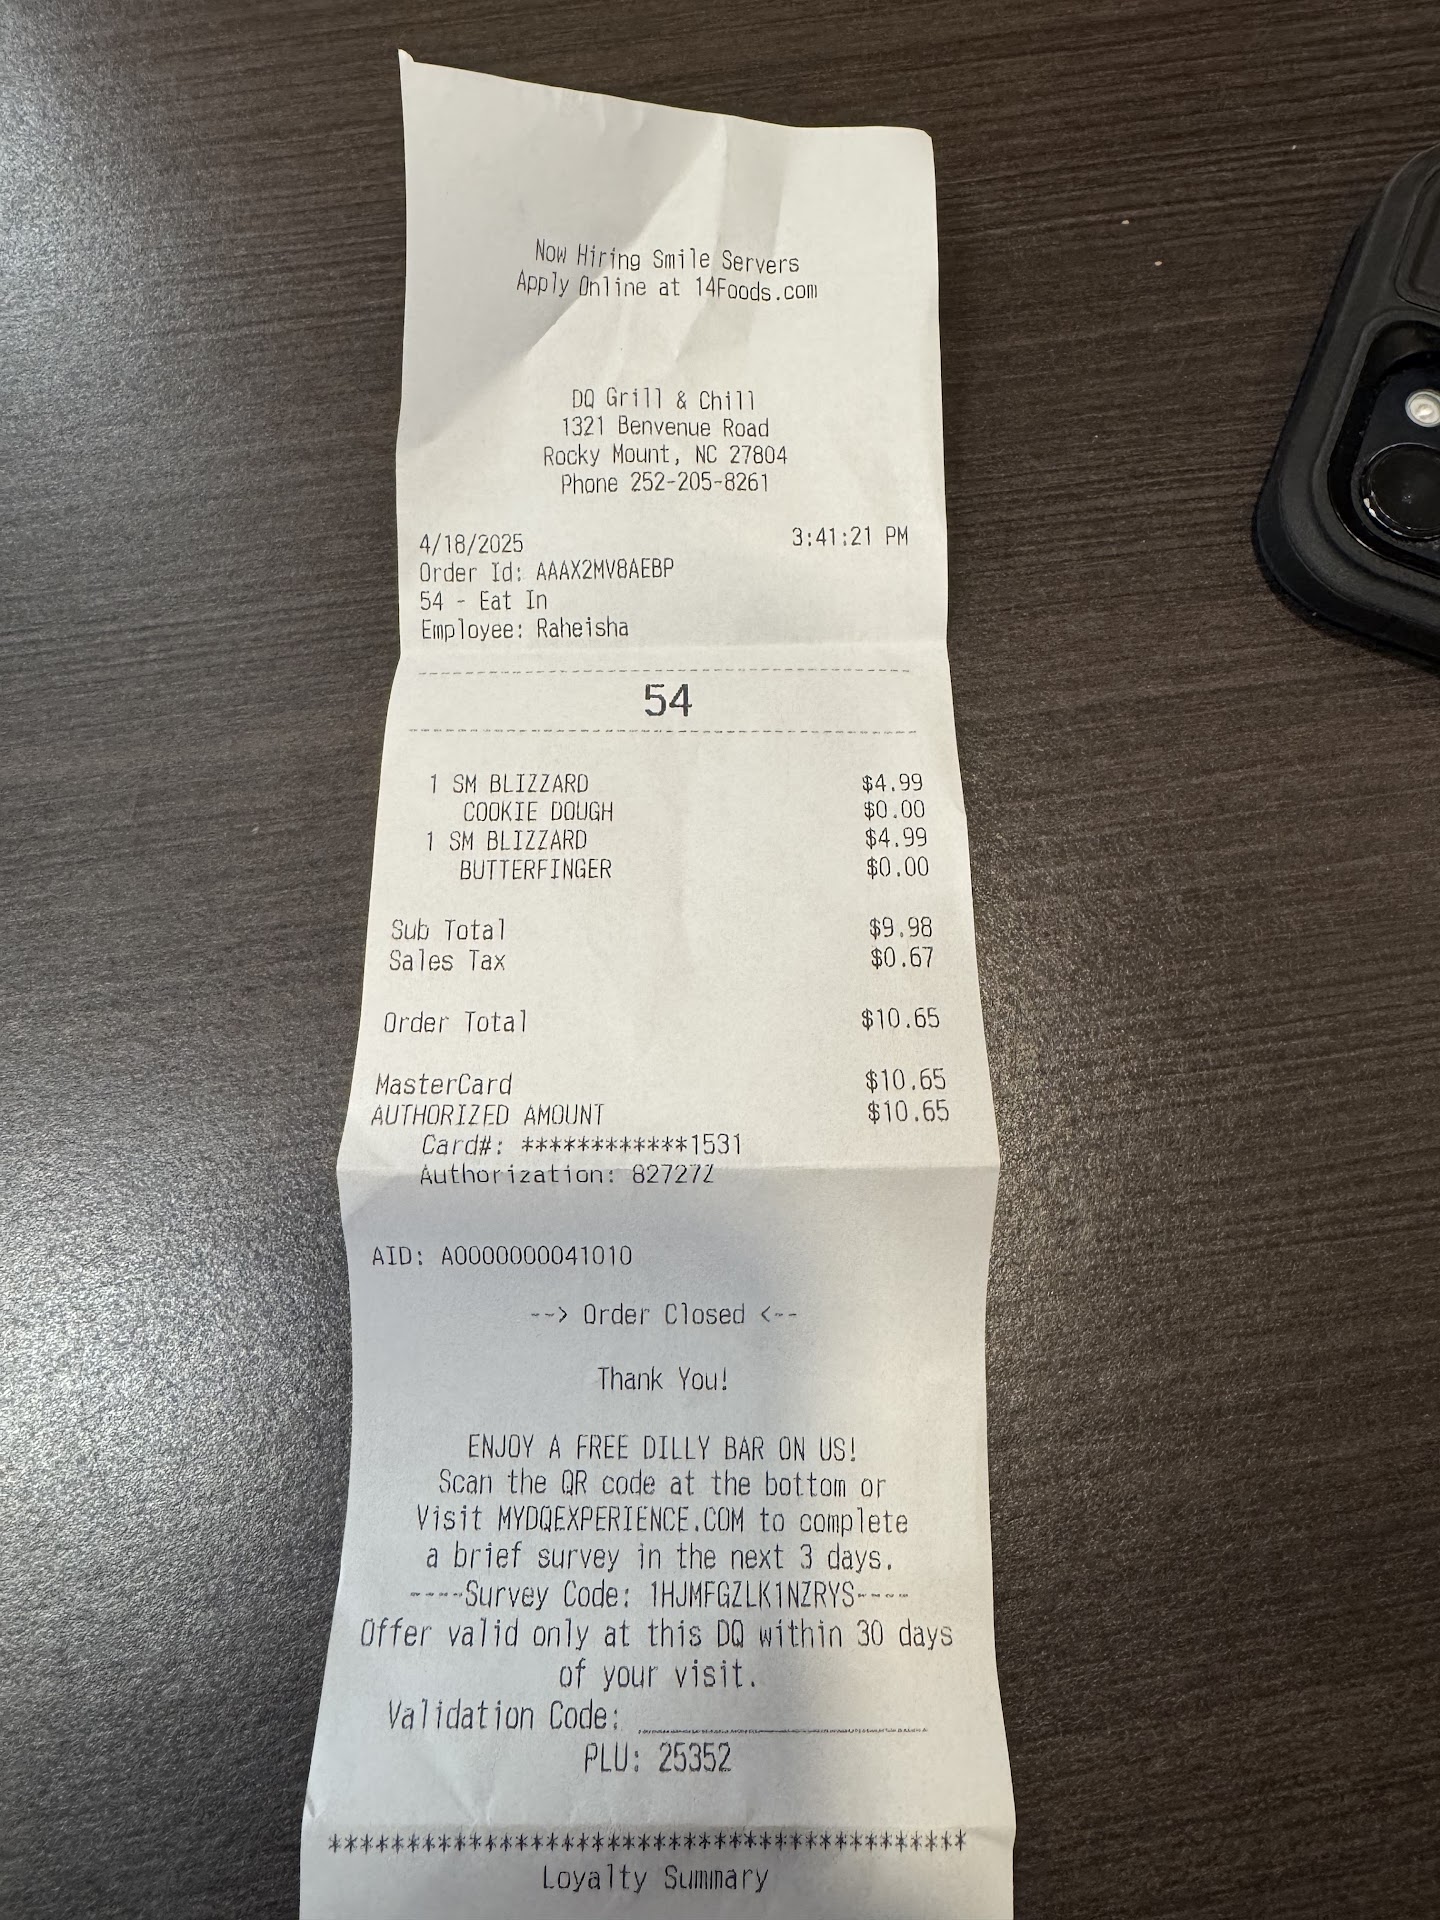 Now Hiring Smile Servers
Apply Online at 14Foods.com
DQ Grill & Chill
1321 Benvenue Road
Rocky Mount, NC 27804
Phone 252-205-8261
4/18/2025 3:41:21 PM
Order Id: AAAX2MV8AEBP
54 - Eat In
Employee: Raheisha
54
1 SM BLIZZARD $4.99
COOKIE DOUGH $0.00
1 SM BLIZZARD $4.99
BUTTERFINGER $0.00
Sub Total $9.98
Sales Tax $0.67
Order Total $10.65
MasterCard $10.65
AUTHORIZED AMOUNT $10.65
Card#: ************1531
Authorization: 82727Z
AID: A0000000041010
--> Order Closed <--
Thank You!
ENJOY A FREE DILLY BAR ON US!
Scan the QR code at the bottom or
Visit MYDQEXPERIENCE.COM to complete
a brief survey in the next 3 days.
----Survey Code: 1HJMFGZLK1NZRYS----
Offer valid only at this DQ within 30 days
of your visit.
Validation Code: ____________________
PLU: 25352
*****************************************
Loyalty Summary